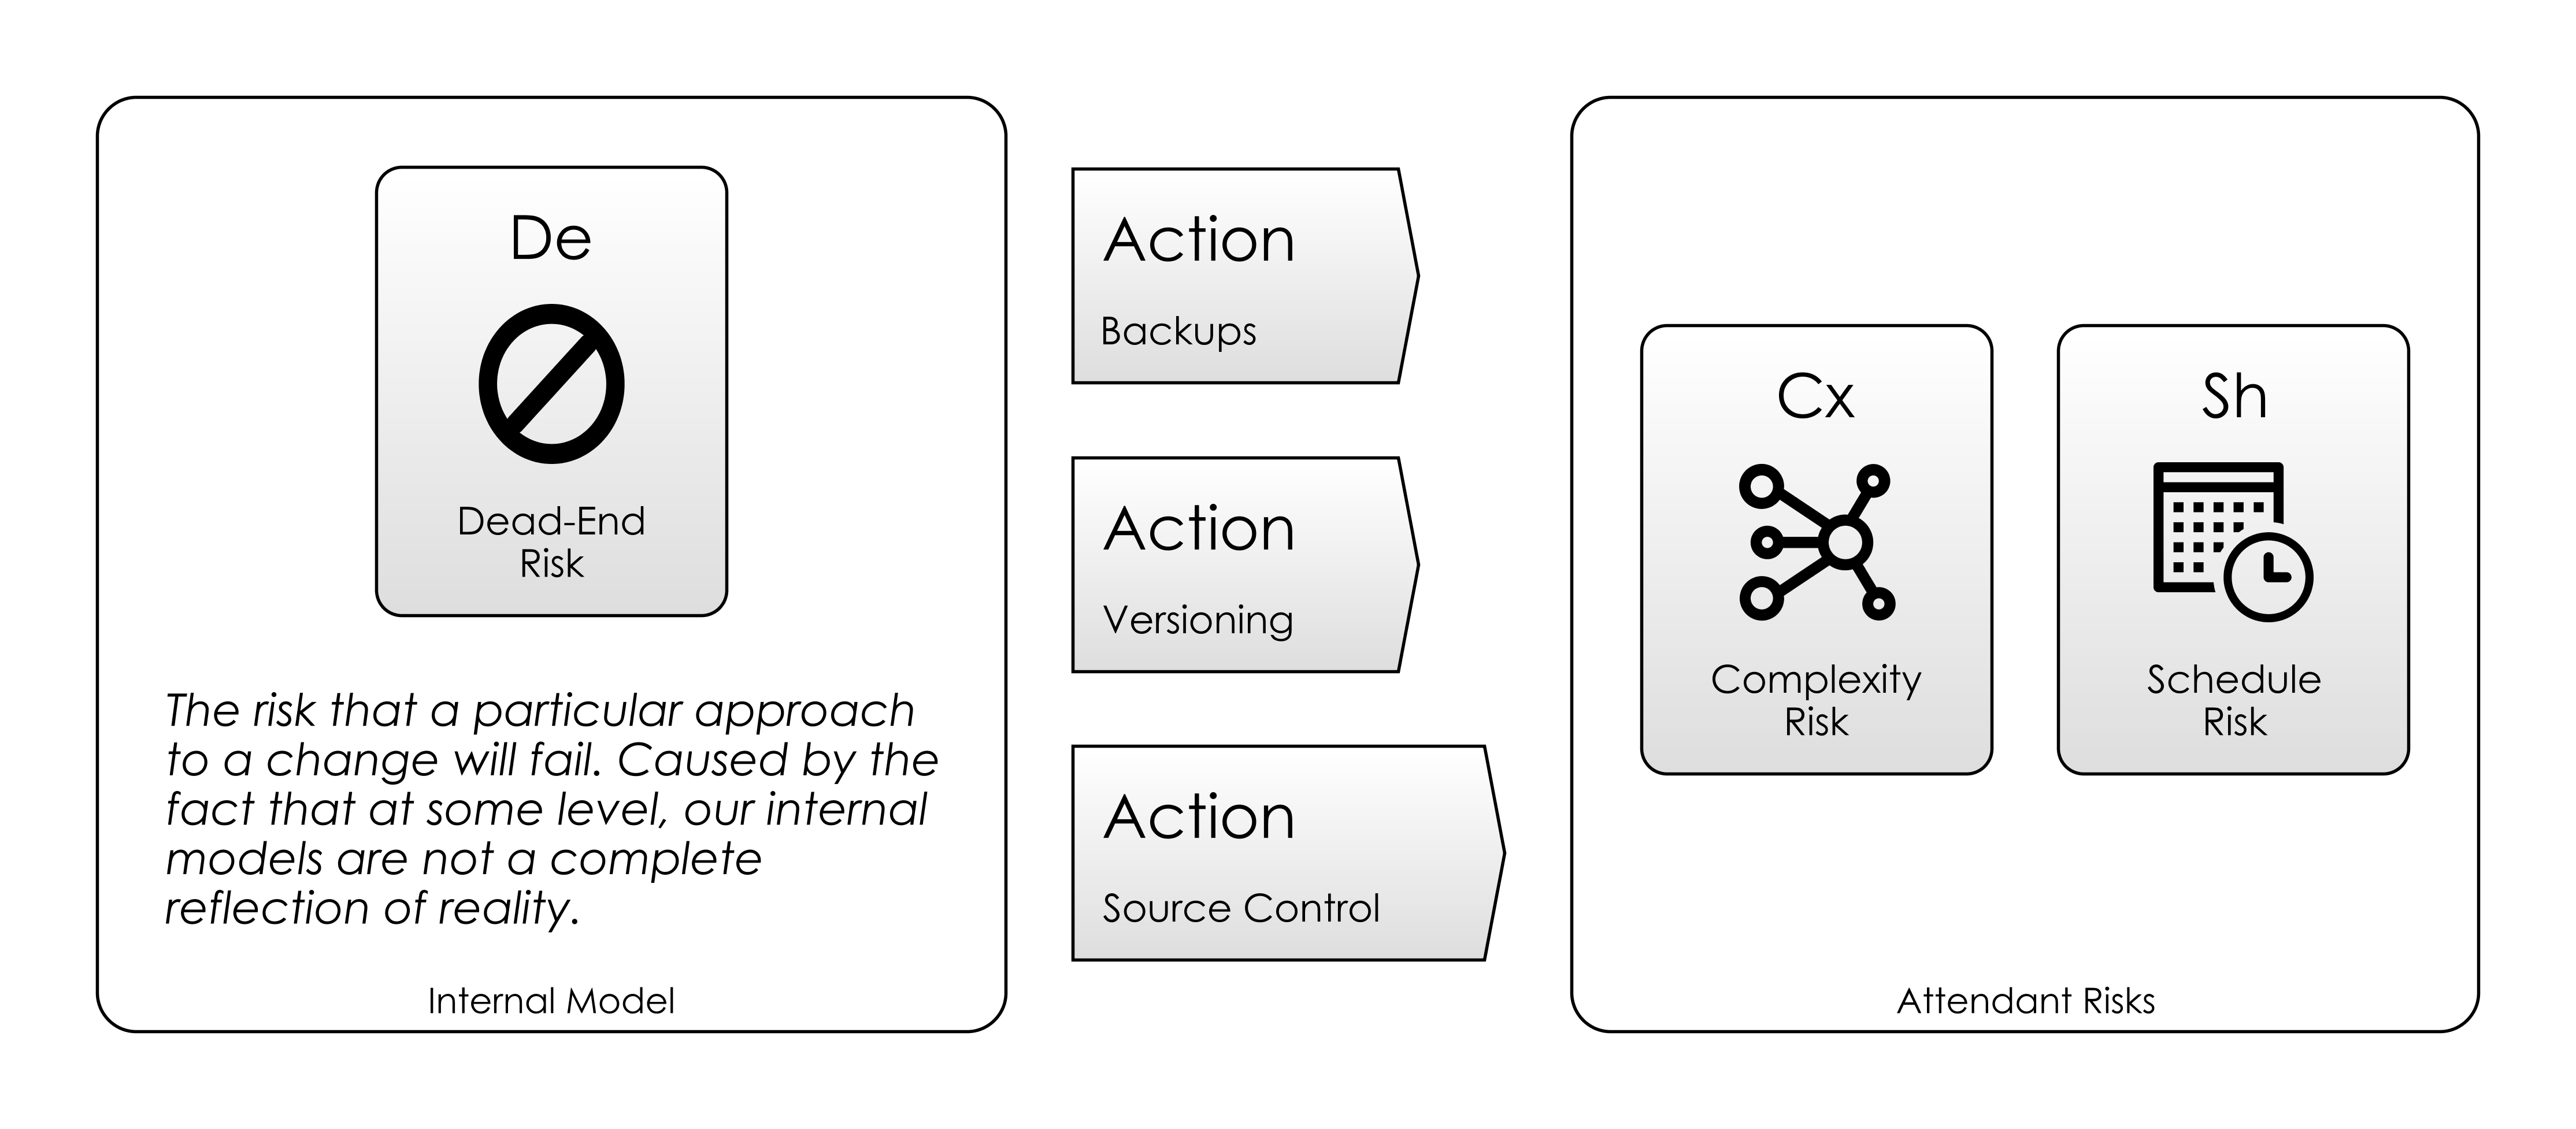 De
Dead-End
Risk
The risk that a particular approach
to a change will fail. Caused by the
fact that at some level, our internal
models are not a complete
reflection of reality.
Internal Model
Action
Backups
Action
Versioning
Action
Source Control
Cx
Complexity
Risk
Sh
Schedule
Risk
Attendant Risks